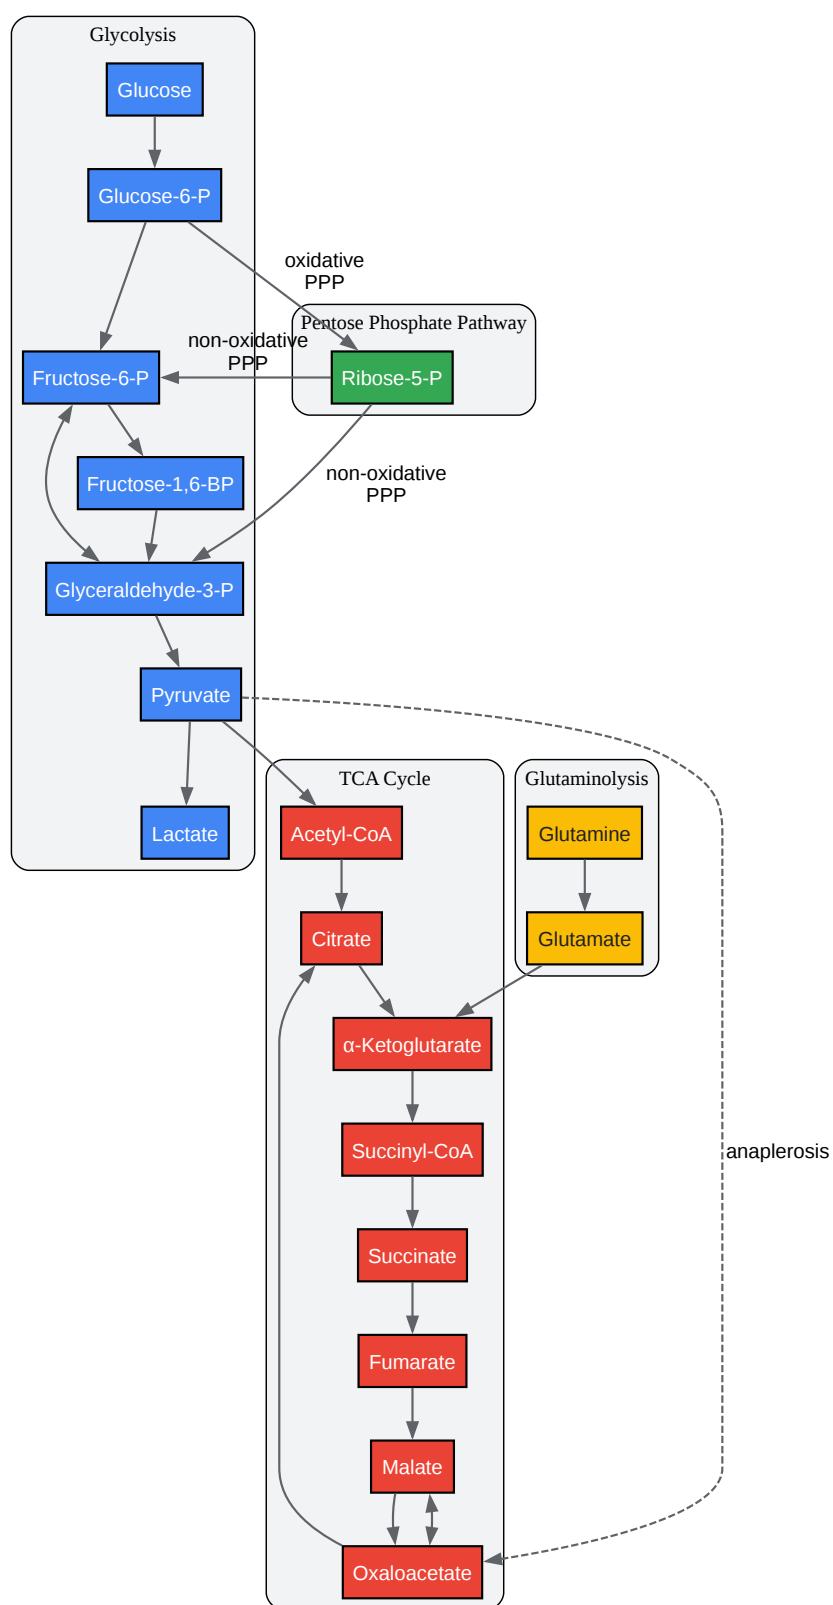 Glycolysis
Glucose
Glucose-6-P
oxidative
PPP
Pentose Phosphate Pathway
non-oxidative
PPP
Fructose-6-P
Ribose-5-P
Fructose-1,6-BP
non-oxidative
PPP
Glyceraldehyde-3-P
Pyruvate
TCA Cycle
Glutaminolysis
Lactate
Acetyl-CoA
Glutamine
Citrate
Glutamate
α-Ketoglutarate
Succinyl-CoA
anaplerosis
Succinate
Fumarate
Malate
Oxaloacetate